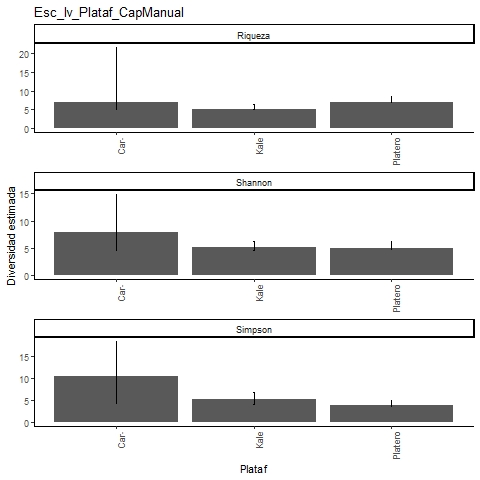 Esc_lv_Plataf_CapManual
Riqueza
20
15
10
5
0
Car-
Kale
Platero
Diversidad estimada
Shannon
15
10
5
0
Car-
Kale
Platero
Simpson
15
10
5
0
Car-
Kale
Platero
Plataf